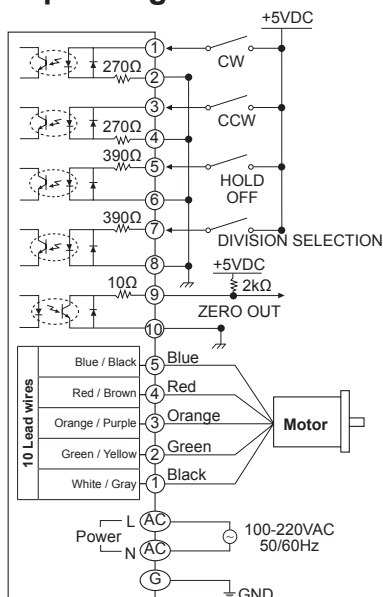 +5VDC
1
CW
270Ω
2
3
CCW
270Ω
4
390Ω
5
HOLD
OFF
6
390Ω
7
DIVISION SELECTION
8
+5VDC
10Ω
2kΩ
9
ZERO OUT
10
10 Lead wires
Blue / Black
5
Blue
Red / Brown
4
Red
Orange / Purple
3
Orange
Motor
Green / Yellow
2
Green
White / Gray
1
Black
Power
L
AC
N
AC
100-220VAC
50/60Hz
G
GND